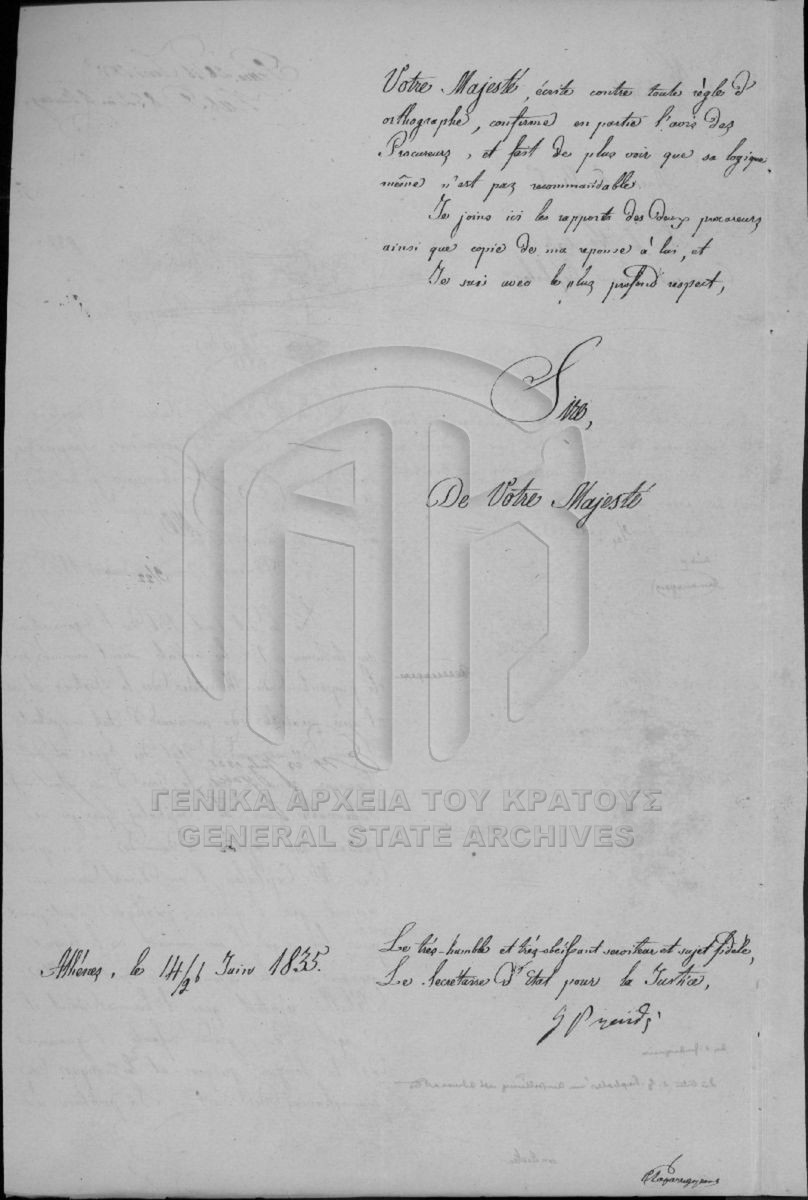 Votre Majesté, écrite contre toute règle d'
orthographe, confirme en partie l'avis des
Procureurs, et fait de plus voir que sa logique
même n'est pas recommandable.
Je joins ici les rapports des deux procureurs
ainsi que copie de ma reponse à lui, et
Je suis avec le plus profond respect,
Sire,
De Votre Majesté
ΓΕΝΙΚΑ ΑΡΧΕΙΑ ΤΟΥ ΚΡΑΤΟΥΣ
GENERAL STATE ARCHIVES
Le très-humble et très-obéissant serviteur et sujet fidèle,
Athénes, le 14/26 Juin 1835.
Le Secretaire d'Etat pour la Justice,